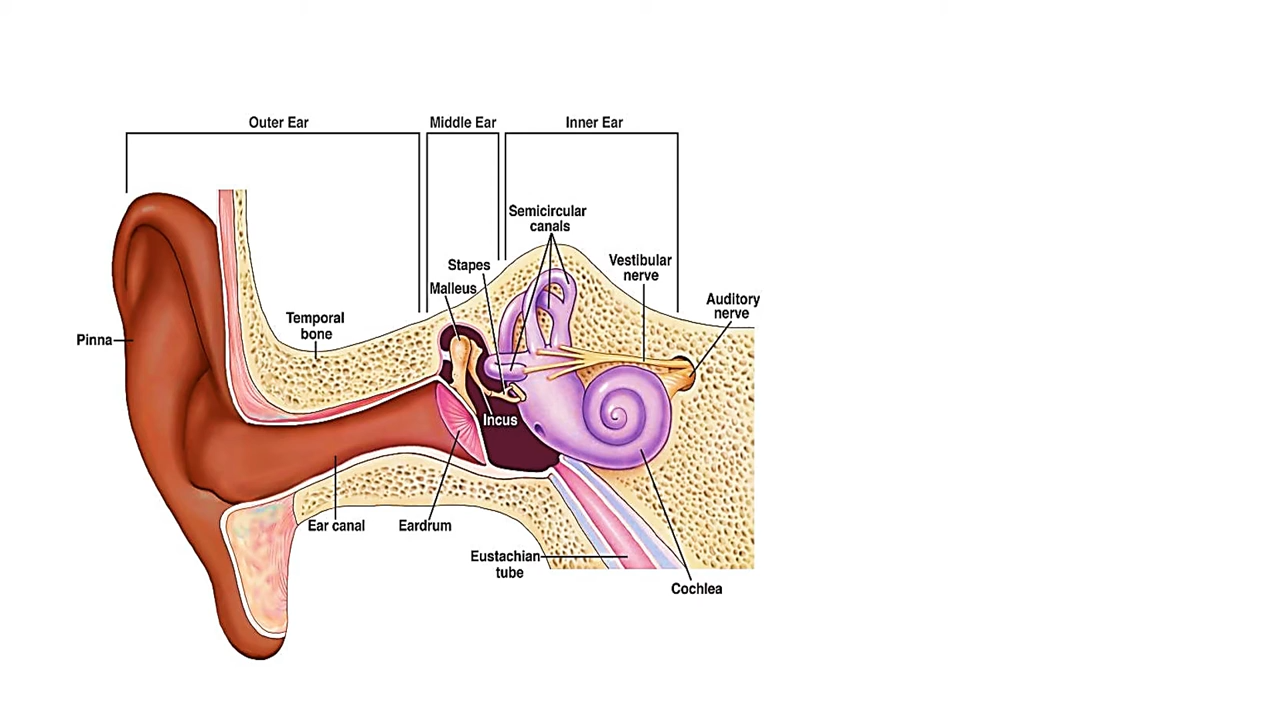 Outer Ear
Middle Ear
Inner Ear
Semicircular
canals
Stapes
Vestibular
nerve
Malleus
Auditory
nerve
Temporal
bone
Pinna
Incus
Ear canal
Eardrum
Eustachian
tube
Cochlea